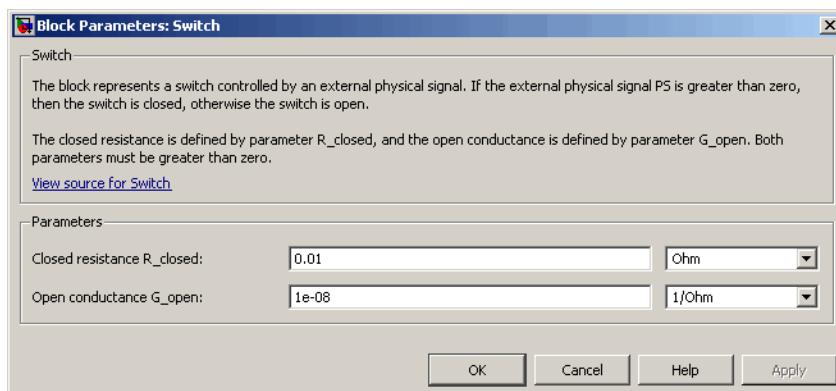 Block Parameters: Switch
Switch
The block represents a switch controlled by an external physical signal. If the external physical signal PS is greater than zero,
then the switch is closed, otherwise the switch is open.
The closed resistance is defined by parameter R_closed, and the open conductance is defined by parameter G_open. Both
parameters must be greater than zero.
View source for Switch
Parameters
Closed resistance R_closed: 0.01 Ohm
Open conductance G_open: 1e-08 1/Ohm
OK Cancel Help Apply